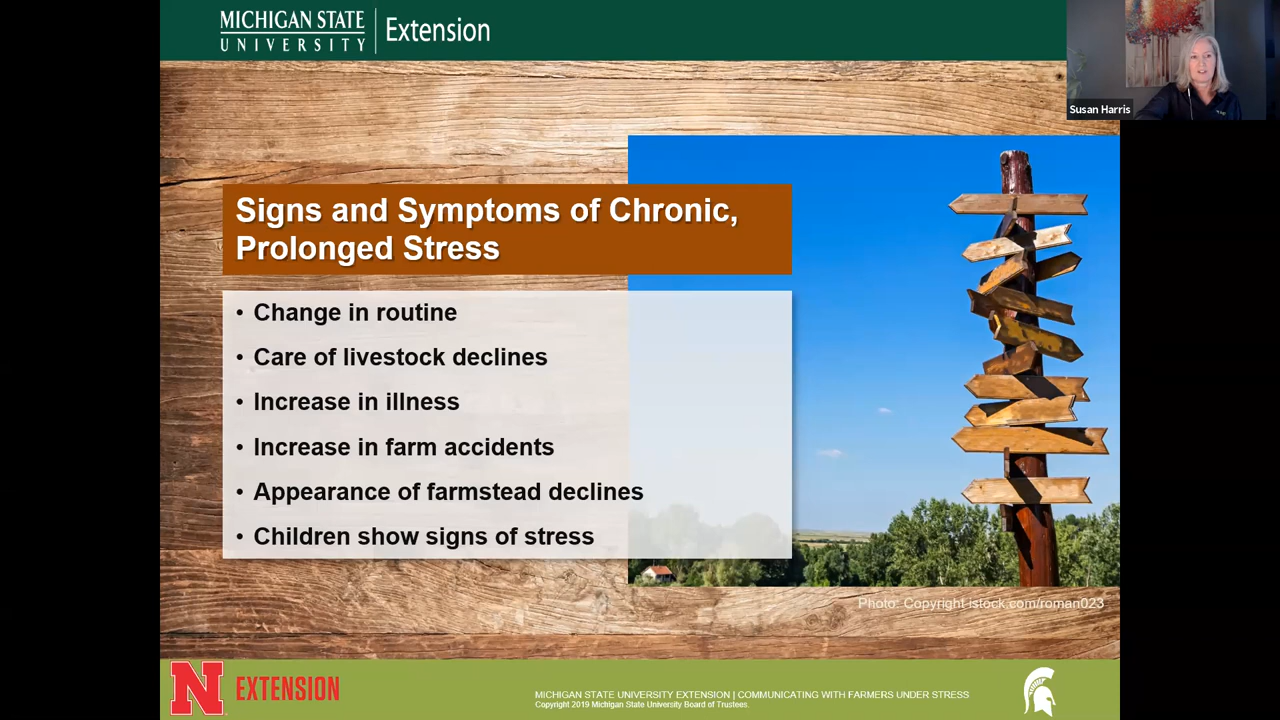 MICHIGAN STATE
UNIVERSITY
Extension
Susan Harris
Signs and Symptoms of Chronic,
Prolonged Stress
• Change in routine
• Care of livestock declines
• Increase in illness
• Increase in farm accidents
• Appearance of farmstead declines
• Children show signs of stress
Photo: Copyright istock.com/roman023
N EXTENSION
MICHIGAN STATE UNIVERSITY EXTENSION | COMMUNICATING WITH FARMERS UNDER STRESS
Copyright 2019 Michigan State University Board of Trustees.